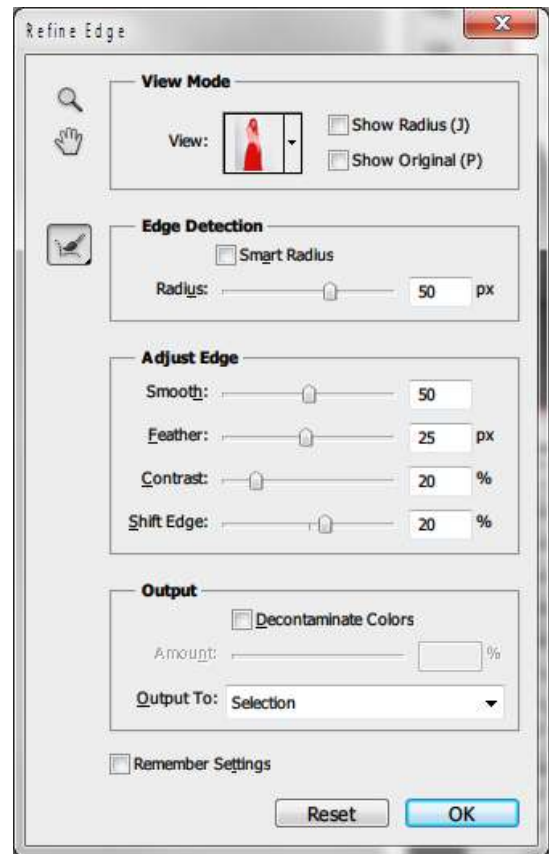 Refine Edge
View Mode
View:
Show Radius (J)
Show Original (P)
Edge Detection
Smart Radius
Radius: 50 px
Adjust Edge
Smooth: 50
Feather: 25 px
Contrast: 20 %
Shift Edge: 20 %
Output
Decontaminate Colors
Amount: %
Output To: Selection
Remember Settings
Reset OK